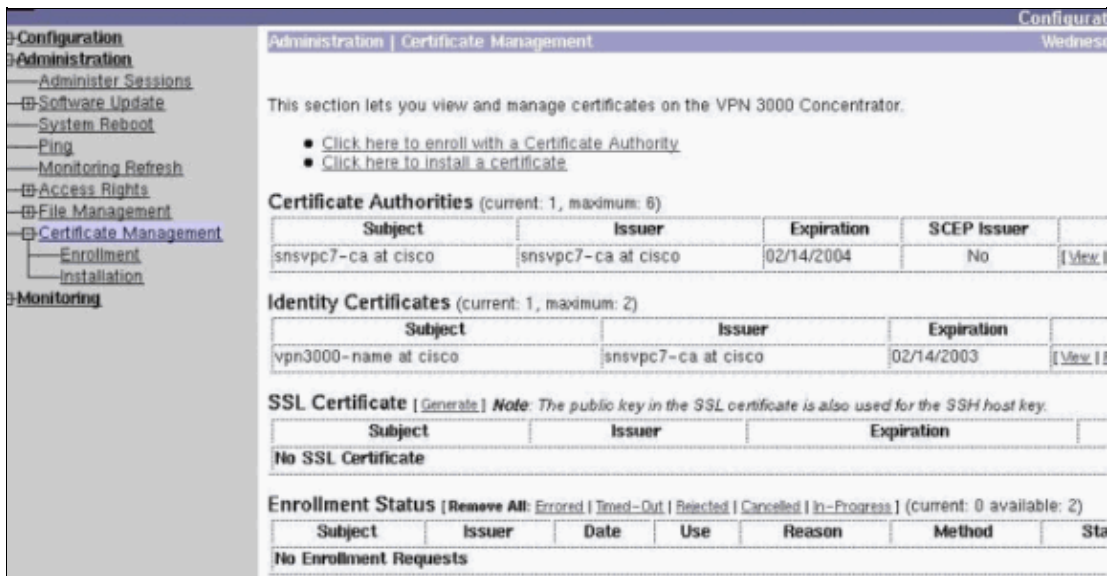 Configurat
Configuration
Administration
Administer Sessions
Software Update
System Reboot
Ping
Monitoring Refresh
Access Rights
File Management
Certificate Management
Enrollment
Installation
Monitoring
Administration | Certificate Management Wednesd
This section lets you view and manage certificates on the VPN 3000 Concentrator.
Click here to enroll with a Certificate Authority
Click here to install a certificate
Certificate Authorities (current: 1, maximum: 6)
Subject Issuer Expiration SCEP Issuer
snsvpc7-ca at cisco snsvpc7-ca at cisco 02/14/2004 No [ View |
Identity Certificates (current: 1, maximum: 2)
Subject Issuer Expiration
vpn3000-name at cisco snsvpc7-ca at cisco 02/14/2003 [ View |
SSL Certificate [ Generate ] Note: The public key in the SSL certificate is also used for the SSH host key.
Subject Issuer Expiration
No SSL Certificate
Enrollment Status [ Remove All: Errored | Timed-Out | Rejected | Cancelled | In-Progress ] (current: 0 available: 2)
Subject Issuer Date Use Reason Method Sta
No Enrollment Requests